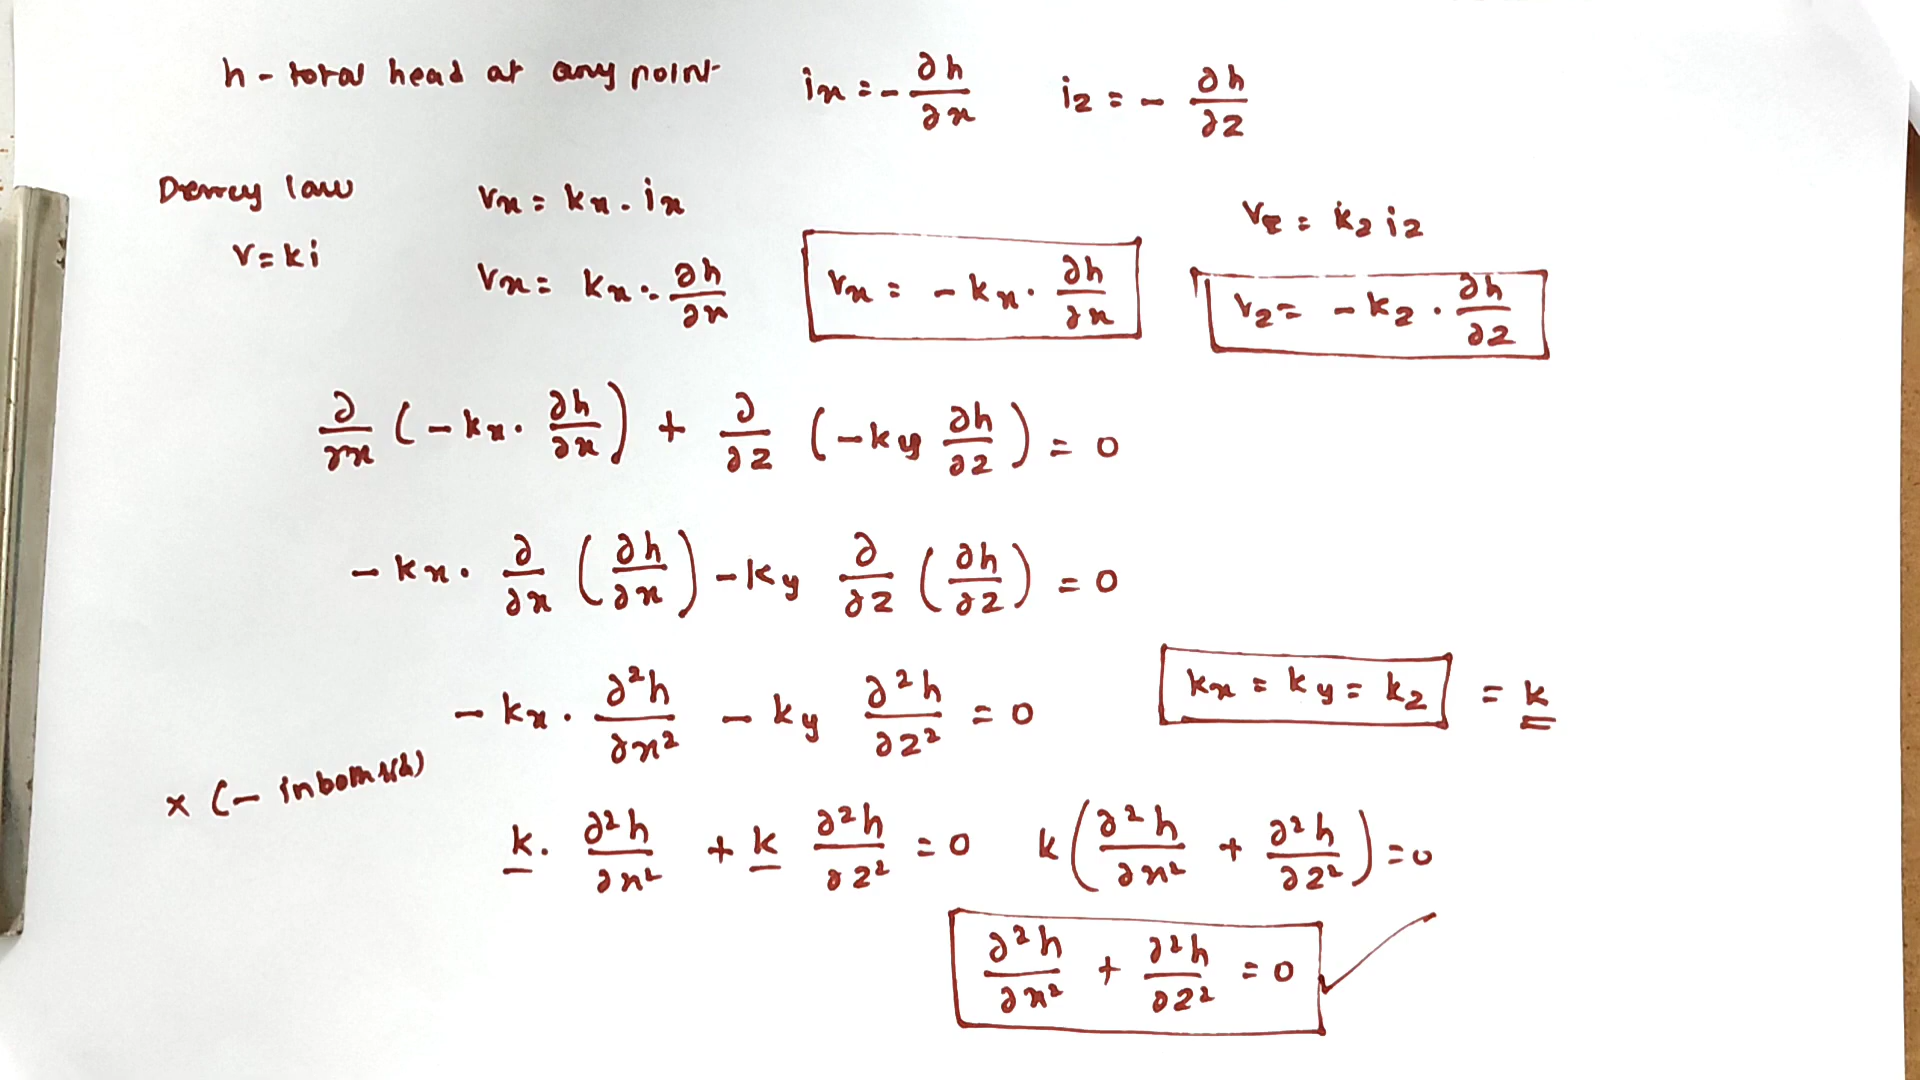 h - total head at any point   ix = - ∂h/∂x   iz = - ∂h/∂z
Darcy law   vx = kx . ix   vz = kz iz
v = ki   vx = kx . - ∂h/∂x   vx = - kx . ∂h/∂x   vz = - kz . ∂h/∂z
∂/∂x (- kx . ∂h/∂x) + ∂/∂z (- ky ∂h/∂z) = 0
- kx . ∂/∂x (∂h/∂x) - ky ∂/∂z (∂h/∂z) = 0
- kx . ∂²h/∂x² - ky ∂²h/∂z² = 0   kx = ky = kz = k
x (- in both
k . ∂²h/∂x² + k ∂²h/∂z² = 0   k (∂²h/∂x² + ∂²h/∂z²) = 0
∂²h/∂x² + ∂²h/∂z² = 0